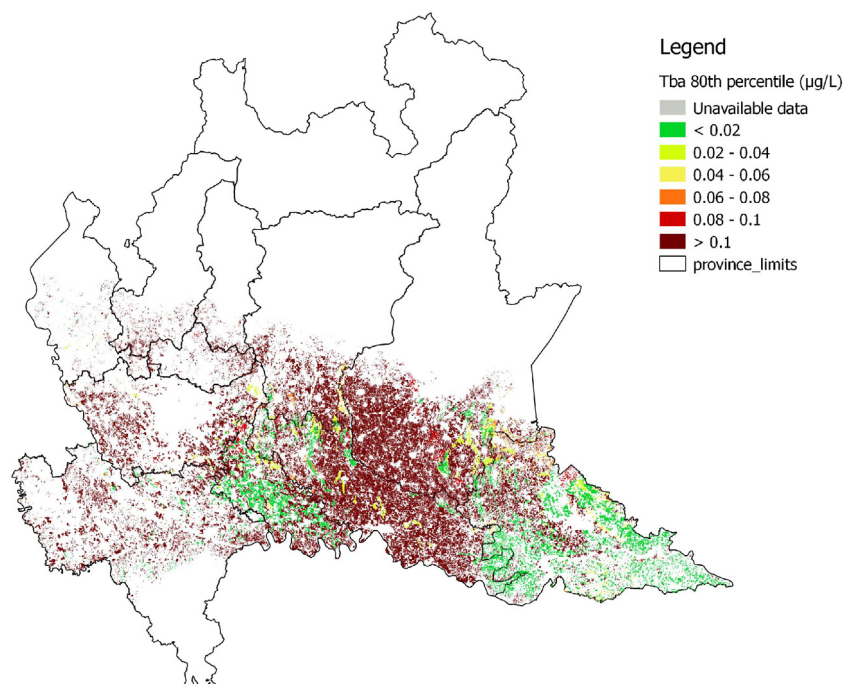 Legend
Tba 80th percentile (µg/L)
Unavailable data
< 0.02
0.02 - 0.04
0.04 - 0.06
0.06 - 0.08
0.08 - 0.1
> 0.1
province_limits